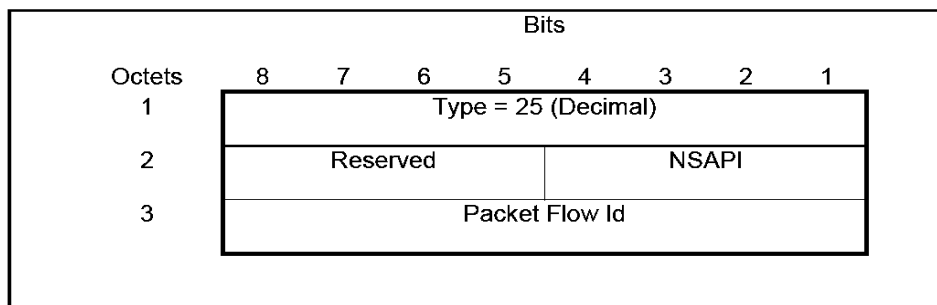 Bits
Octets 8 7 6 5 4 3 2 1
1 Type = 25 (Decimal)
2 Reserved NSAPI
3 Packet Flow Id